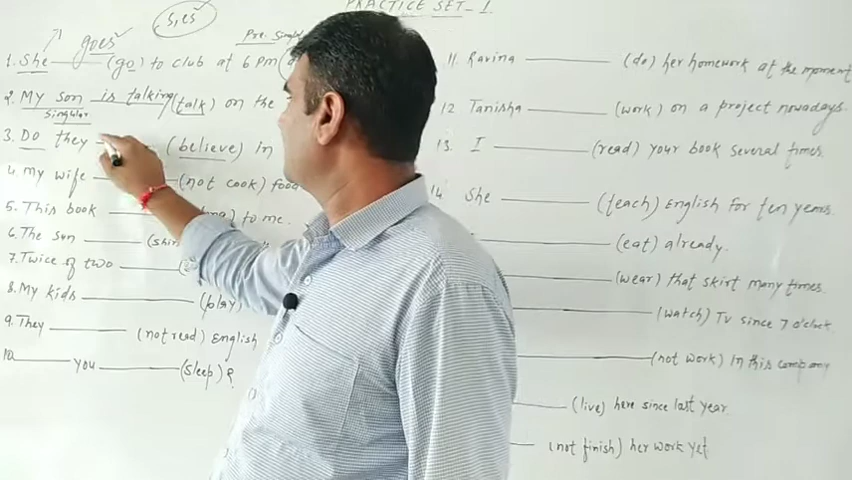 PRACTICE SET-I
s, es
goes
Pre. Simple
1. She ——— (go) to club at 6 PM
2. My son is talking (talk) on the
Singular
3. Do they ——— (believe) in
4. My wife ——— (not cook) food
5. This book ——— to me.
6. The sun ———
7. Twice of two ———
8. My kids ——— (play)
9. They ——— (not read) English
10. ——— you ——— (sleep) ?
11. Ravina ——— (do) her homework at the moment
12 Tanisha ——— (work) on a project nowadays.
13. I ——— (read) your book several times.
14 She ——— (teach) English for ten years.
——— (eat) already.
——— (wear) that skirt many times.
——— (watch) TV since 7 o'clock
——— (not work) in this company
——— (live) here since last year.
——— (not finish) her work yet